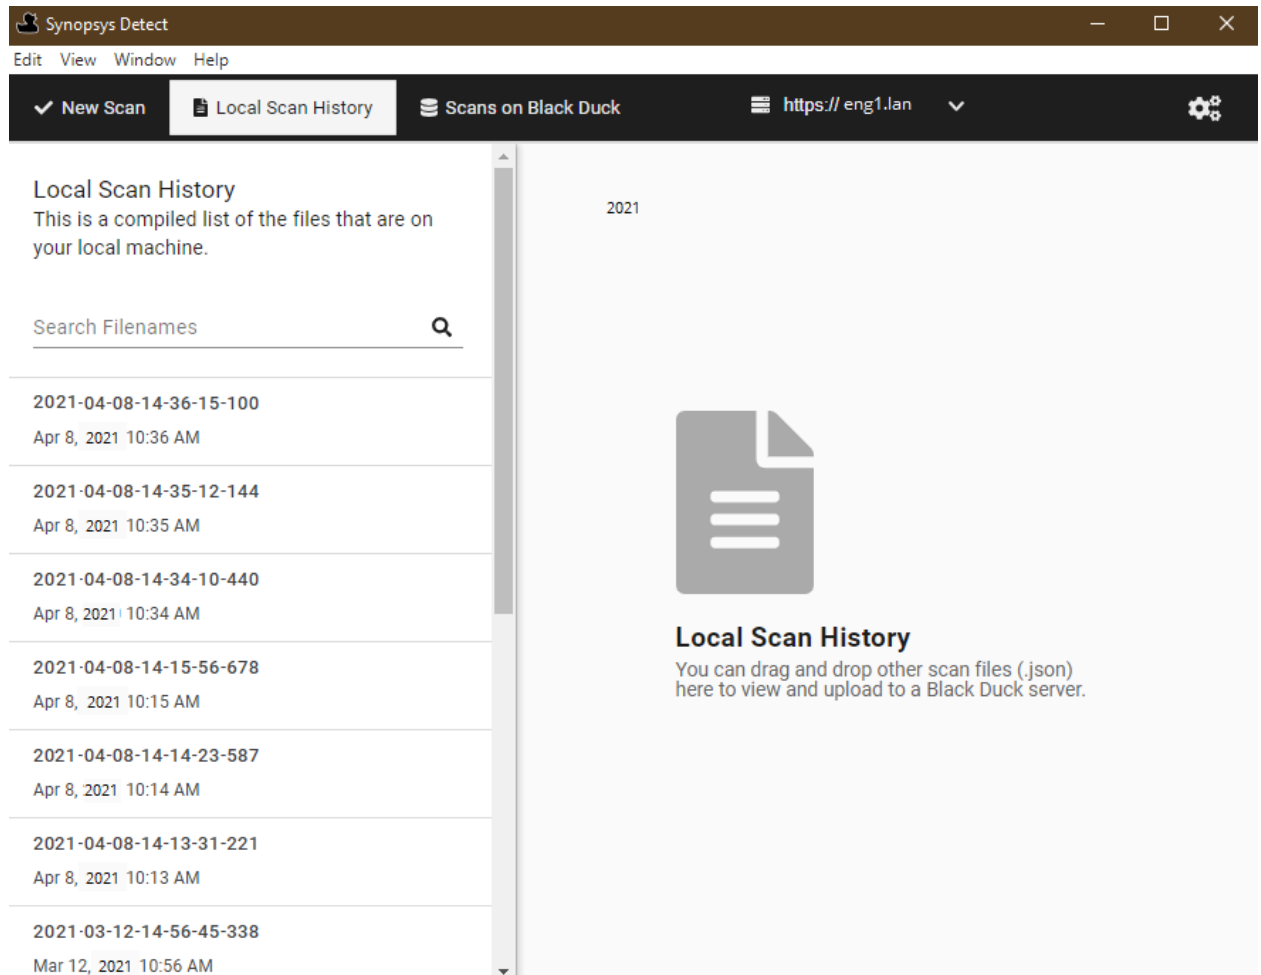 Synopsys Detect
Edit View Window Help
New Scan Local Scan History Scans on Black Duck https:// eng1.lan
Local Scan History
This is a compiled list of the files that are on
your local machine.
Search Filenames
2021-04-08-14-36-15-100
Apr 8, 2021 10:36 AM
2021-04-08-14-35-12-144
Apr 8, 2021 10:35 AM
2021-04-08-14-34-10-440
Apr 8, 2021 10:34 AM
2021-04-08-14-15-56-678
Apr 8, 2021 10:15 AM
2021-04-08-14-14-23-587
Apr 8, 2021 10:14 AM
2021-04-08-14-13-31-221
Apr 8, 2021 10:13 AM
2021-03-12-14-56-45-338
Mar 12, 2021 10:56 AM
2021
Local Scan History
You can drag and drop other scan files (.json)
here to view and upload to a Black Duck server.